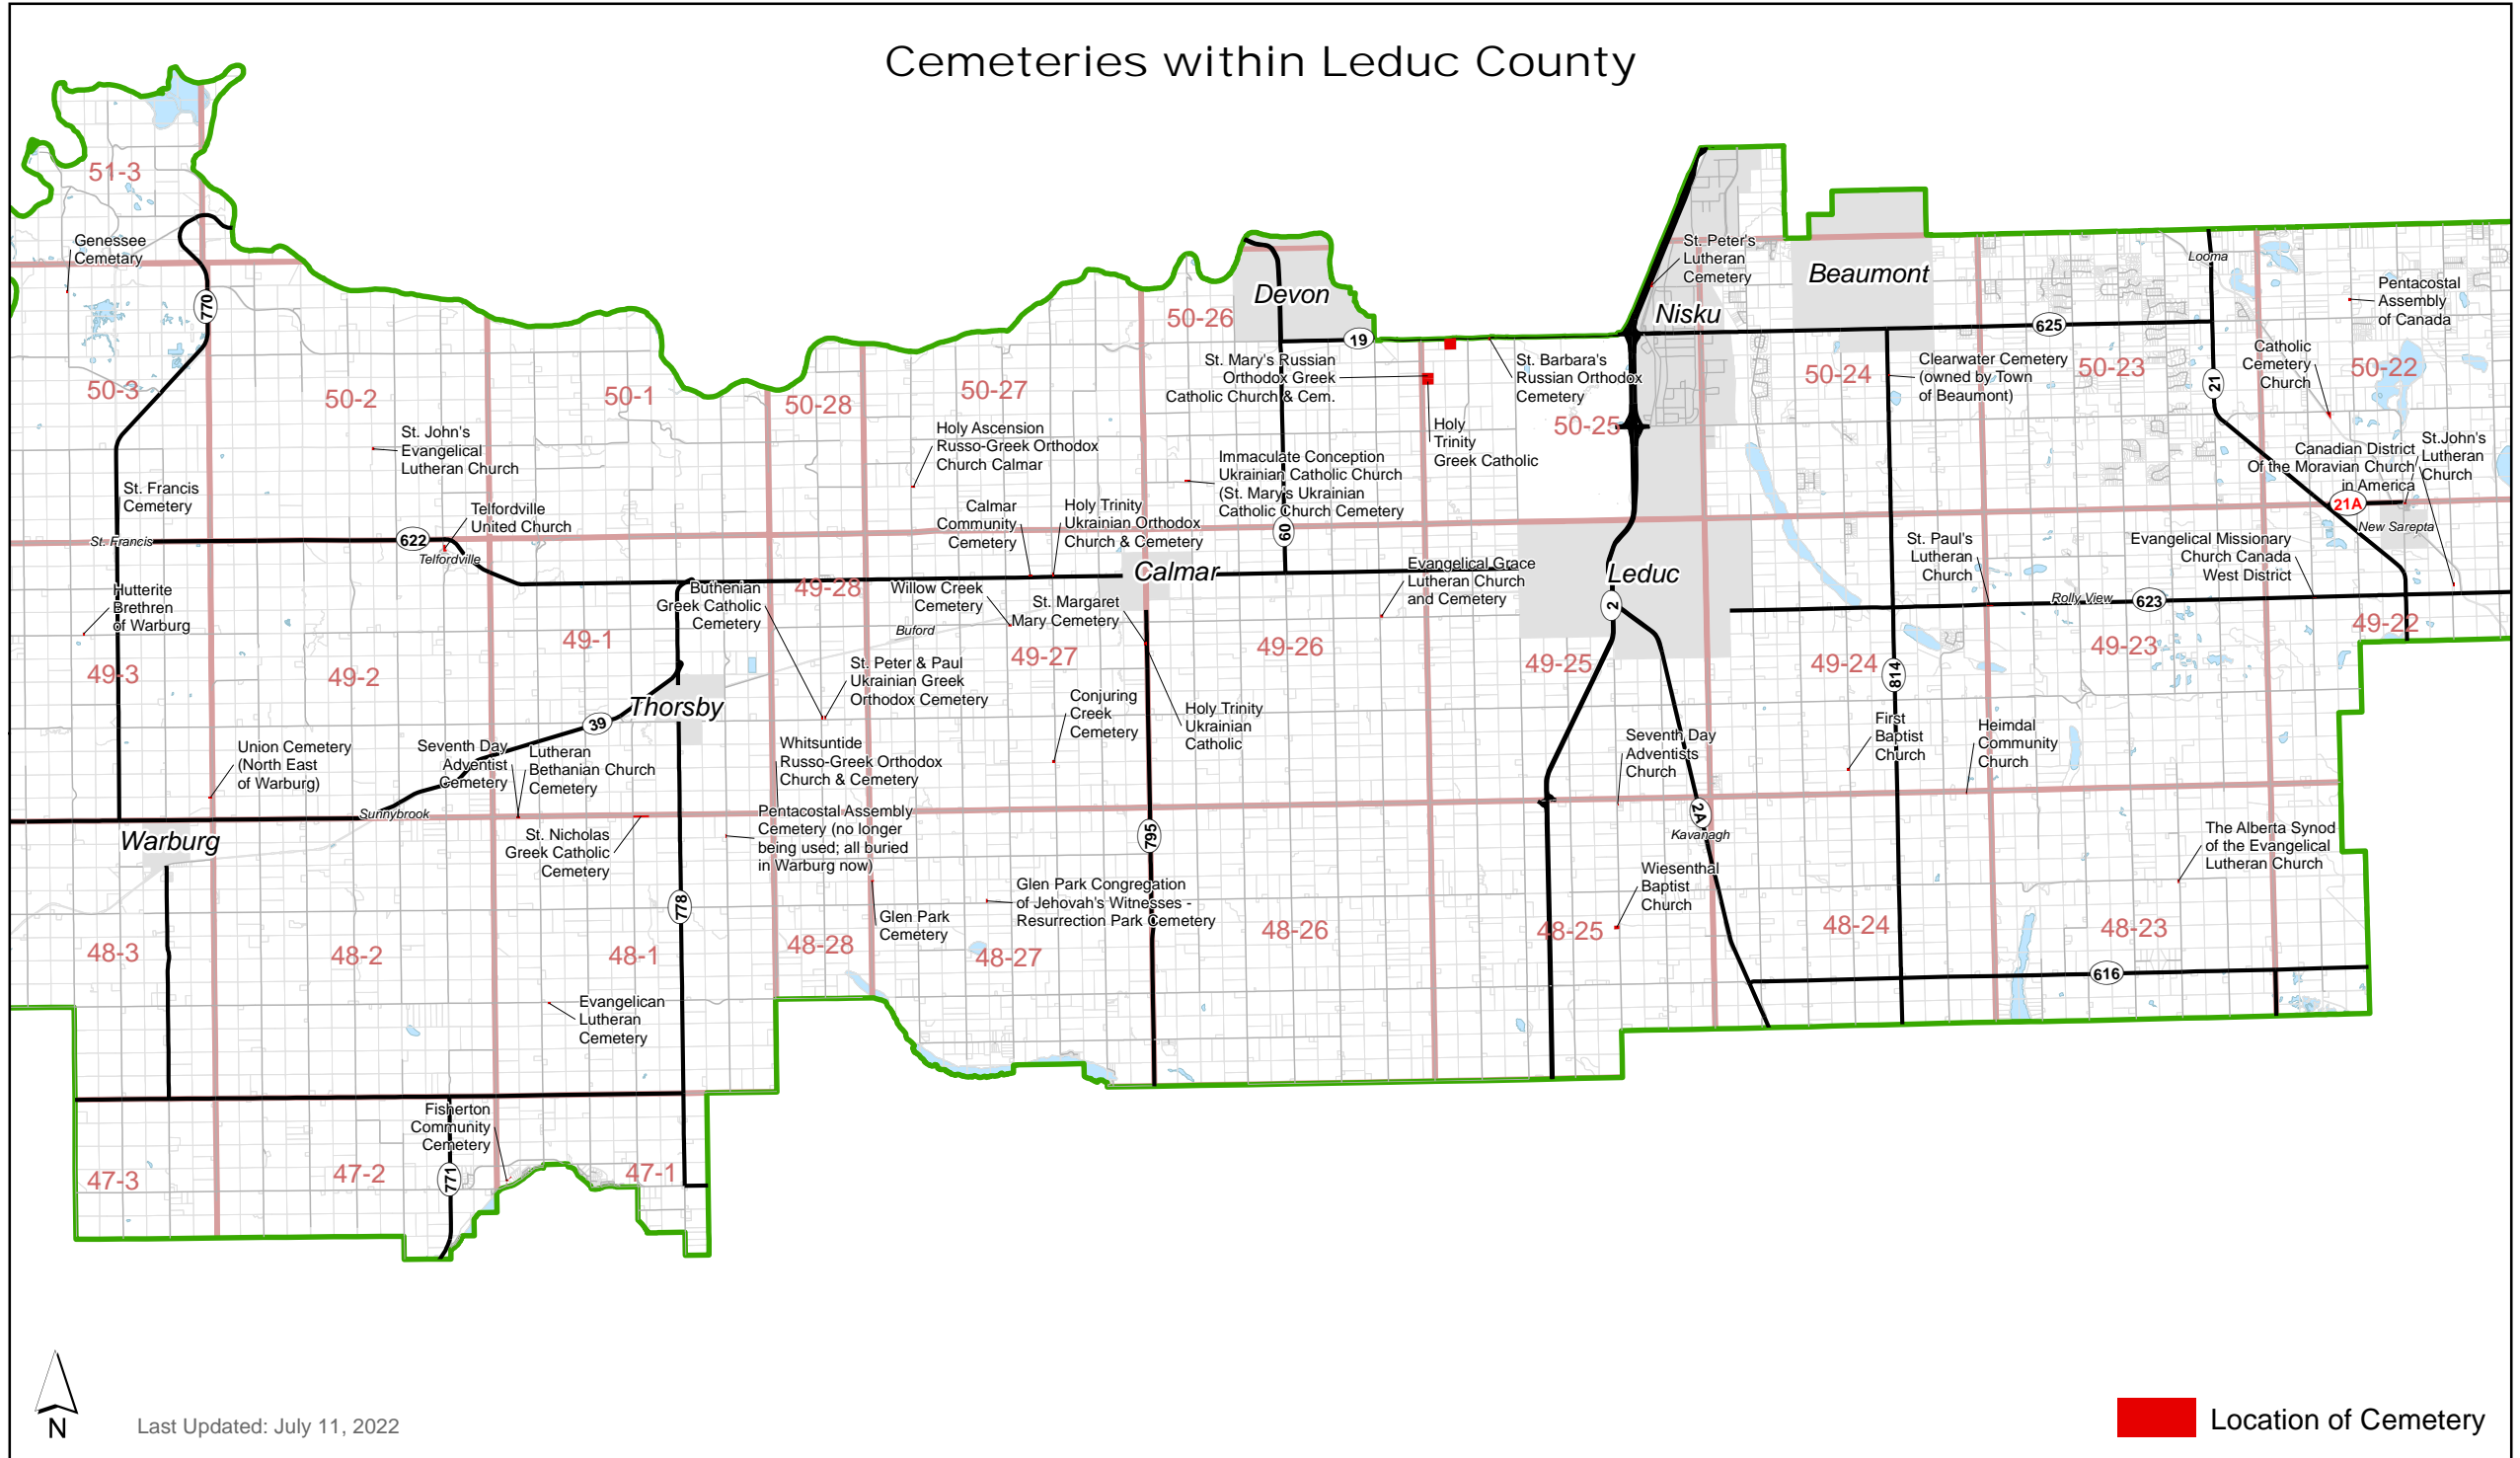 Cemeteries within Leduc County
51-3
Genessee
Cemetary
770
50-3
50-2
50-1
50-28
50-27
50-26
Devon
19
St. Mary's Russian
Orthodox Greek
Catholic Church & Cem.
St. Barbara's
Russian Orthodox
Cemetery
Holy
Trinity
Greek Catholic
50-25
St. Peter's
Lutheran
Cemetery
Nisku
Beaumont
625
50-24
Clearwater Cemetery
(owned by Town
of Beaumont)
50-23
Looma
21
Pentacostal
Assembly
of Canada
Catholic
Cemetery
Church
50-22
St.John's
Lutheran
Church
Canadian District
Of the Moravian Church
in America
21A
New Sarepta
St. John's
Evangelical
Lutheran Church
St. Francis
Cemetery
St. Francis
622
Telfordville
United Church
Telfordville
Holy Ascension
Russo-Greek Orthodox
Church Calmar
Calmar
Community
Cemetery
Holy Trinity
Ukrainian Orthodox
Church & Cemetery
Immaculate Conception
Ukrainian Catholic Church
(St. Mary's Ukrainian
Catholic Church Cemetery
60
Calmar
Evangelical Grace
Lutheran Church
and Cemetery
Leduc
2
St. Paul's
Lutheran
Church
Evangelical Missionary
Church Canada
West District
Rolly View
623
49-22
Hutterite
Brethren
of Warburg
49-3
49-2
49-1
Buthenian
Greek Catholic
Cemetery
49-28
Willow Creek
Cemetery
Buford
St. Margaret
Mary Cemetery
49-27
49-26
49-25
49-24
814
49-23
Thorsby
39
St. Peter & Paul
Ukrainian Greek
Orthodox Cemetery
Conjuring
Creek
Cemetery
Holy Trinity
Ukrainian
Catholic
Seventh Day
Adventists
Church
First
Baptist
Church
Heimdal
Community
Church
Union Cemetery
(North East
of Warburg)
Seventh Day
Adventist
Cemetery
Lutheran
Bethanian Church
Cemetery
Whitsuntide
Russo-Greek Orthodox
Church & Cemetery
Sunnybrook
Warburg
St. Nicholas
Greek Catholic
Cemetery
Pentacostal Assembly
Cemetery (no longer
being used; all buried
in Warburg now)
795
2A
Kavanagh
The Alberta Synod
of the Evangelical
Lutheran Church
Wiesenthal
Baptist
Church
778
Glen Park
Cemetery
Glen Park Congregation
of Jehovah's Witnesses -
Resurrection Park Cemetery
48-3
48-2
48-1
48-28
48-27
48-26
48-25
48-24
48-23
616
Evangelican
Lutheran
Cemetery
Fisherton
Community
Cemetery
47-3
47-2
771
47-1
N
Last Updated: July 11, 2022
Location of Cemetery